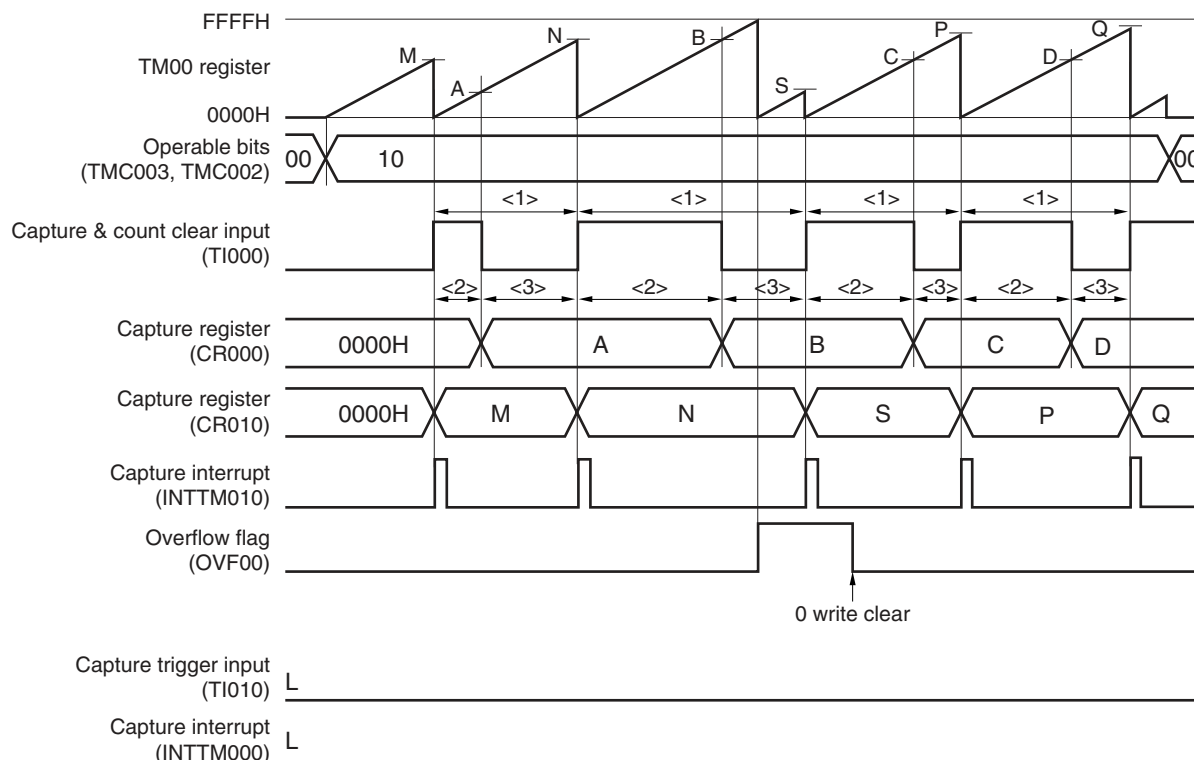 FFFFH
M
N
B
P
Q
TM00 register
A
S
C
D
0000H
Operable bits
(TMC003, TMC002)
00
10
00
<1>
<1>
<1>
<1>
Capture & count clear input
(TI000)
<2>
<3>
<2>
<3>
<2>
<3>
<2>
<3>
Capture register
(CR000)
0000H
A
B
C
D
Capture register
(CR010)
0000H
M
N
S
P
Q
Capture interrupt
(INTTM010)
Overflow flag
(OVF00)
0 write clear
Capture trigger input
(TI010)
L
Capture interrupt
(INTTM000)
L